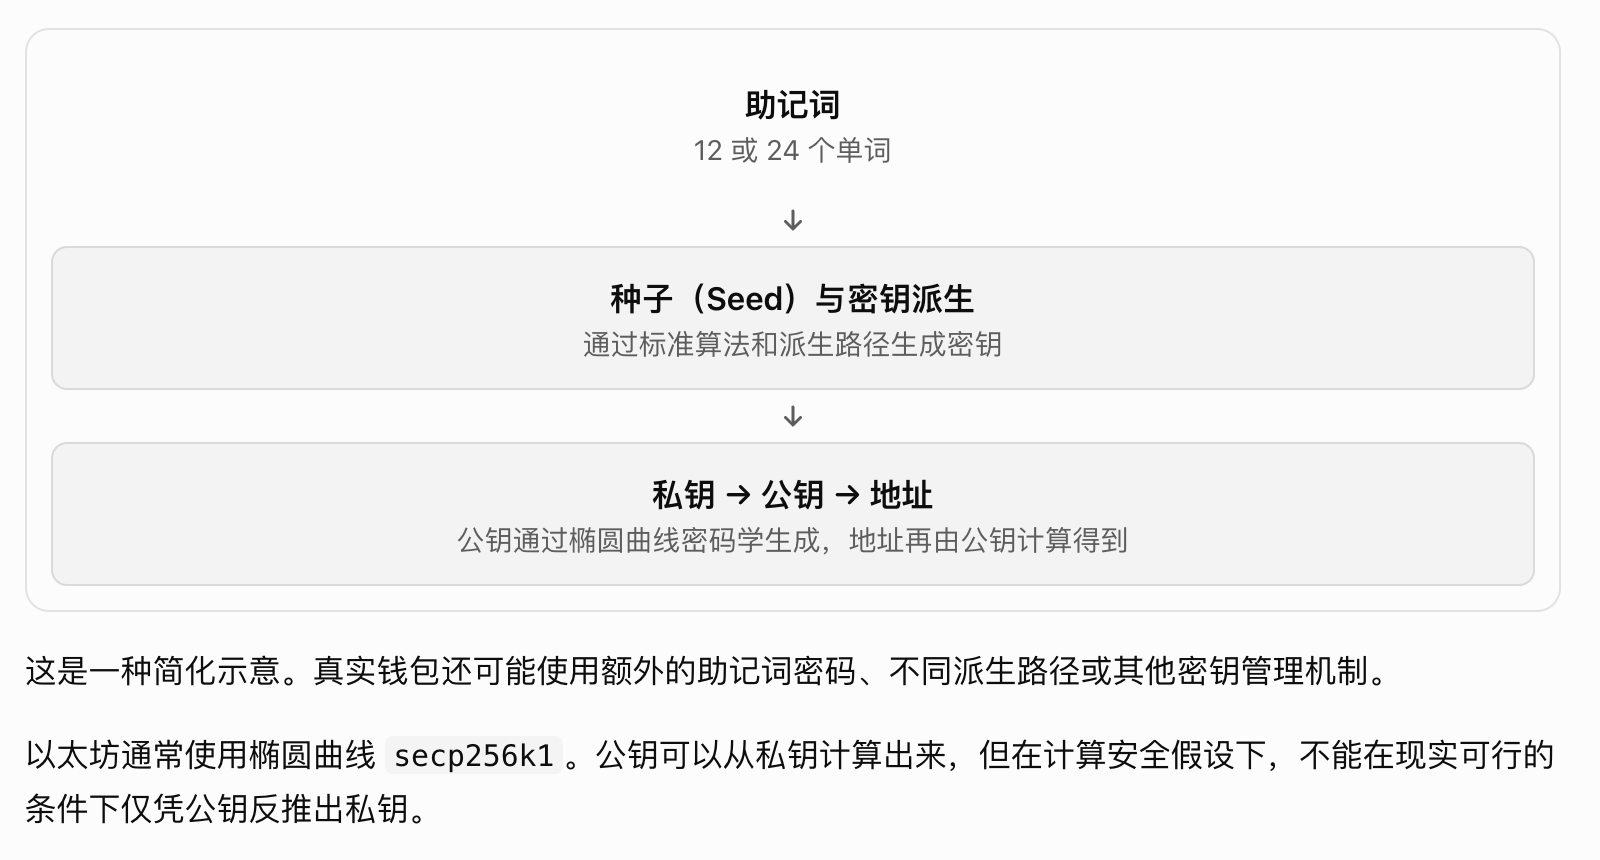 助记词
12 或 24 个单词
↓
种子（Seed）与密钥派生
通过标准算法和派生路径生成密钥
↓
私钥 → 公钥 → 地址
公钥通过椭圆曲线密码学生成，地址再由公钥计算得到
这是一种简化示意。真实钱包还可能使用额外的助记词密码、不同派生路径或其他密钥管理机制。
以太坊通常使用椭圆曲线 secp256k1。公钥可以从私钥计算出来，但在计算安全假设下，不能在现实可行的
条件下仅凭公钥反推出私钥。